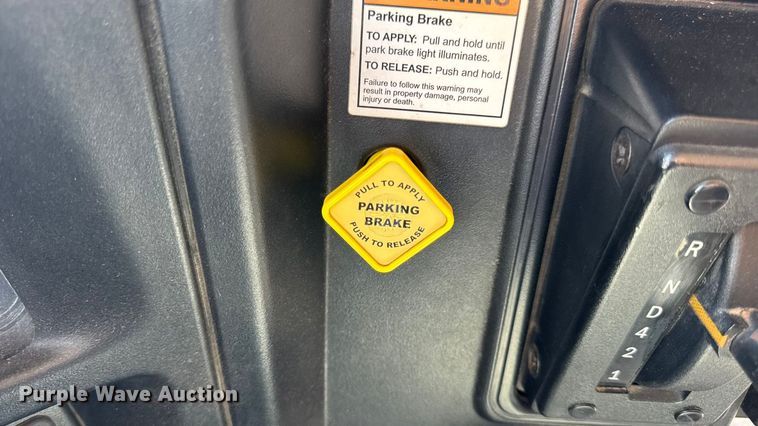 WARNING
Parking Brake
TO APPLY: Pull and hold until
park brake light illuminates.
TO RELEASE: Push and hold.
Failure to follow this warning may
result in property damage, personal
injury or death.
PULL TO APPLY
PARKING
BRAKE
PUSH TO RELEASE
R
N
D
4
2
1
Purple Wave Auction